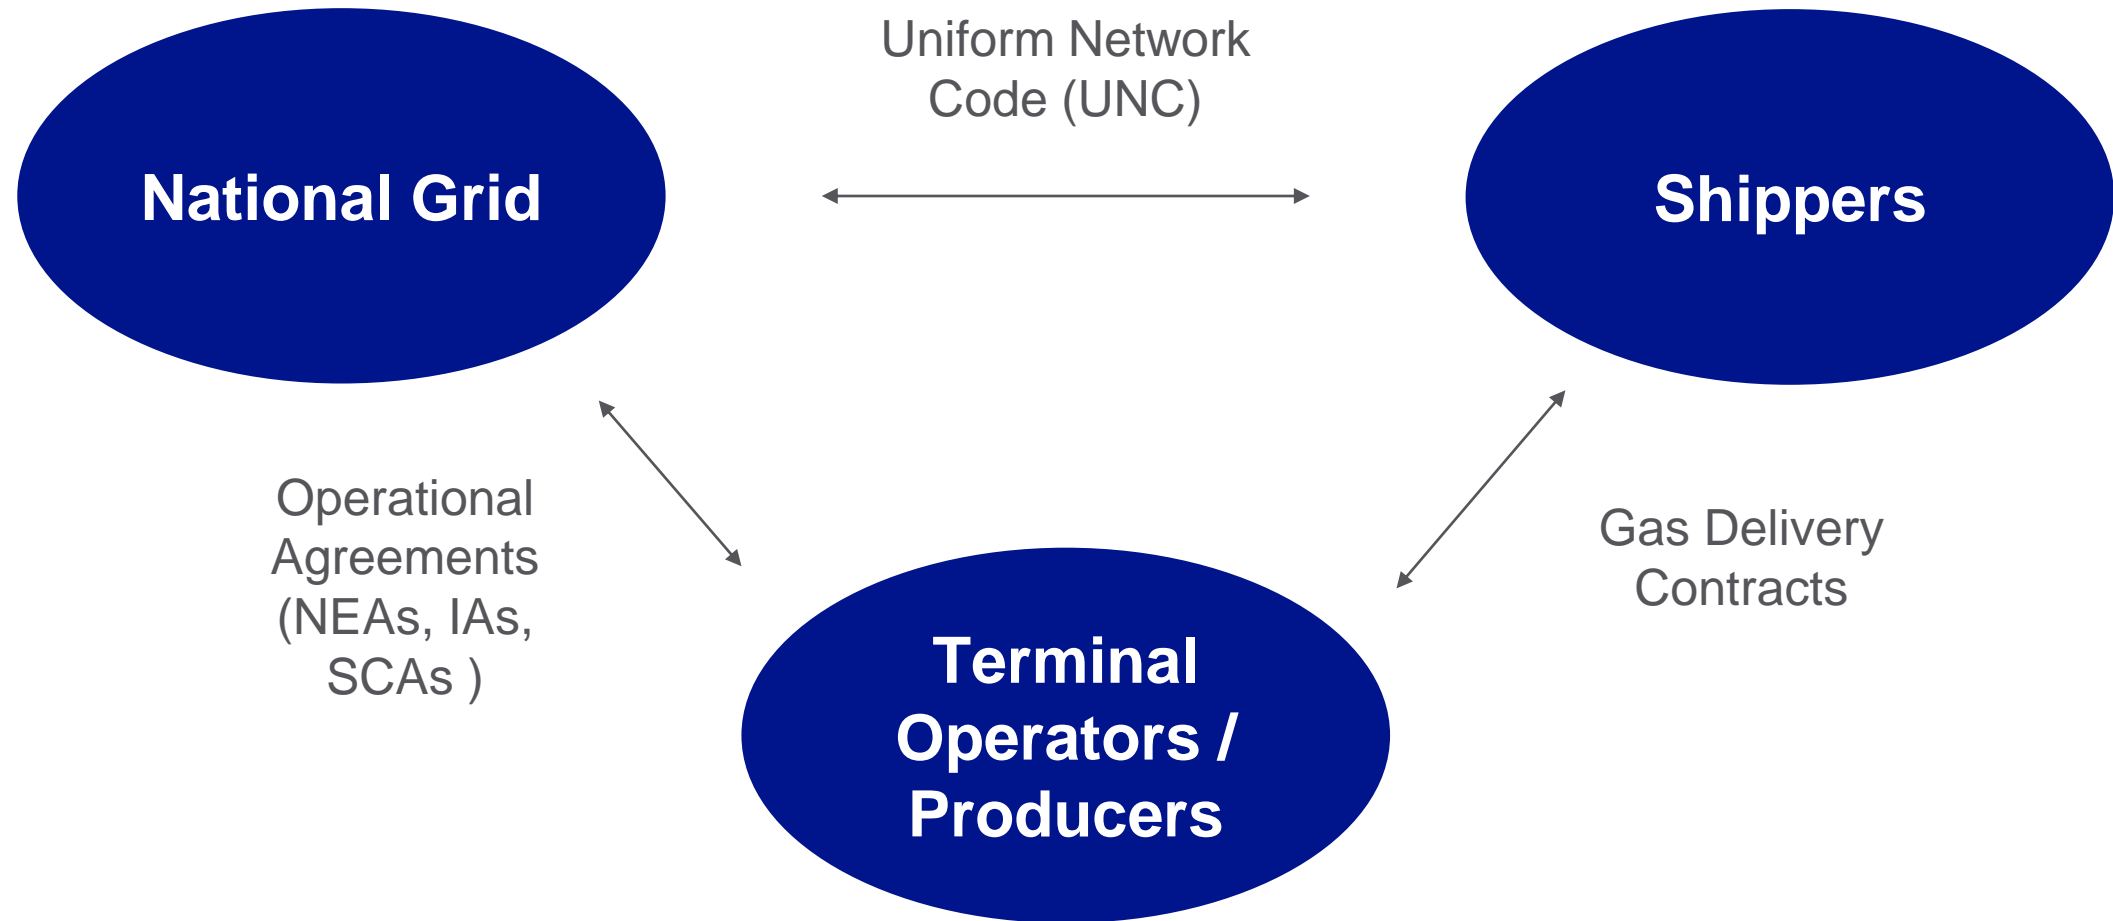 Uniform Network
Code (UNC)
National Grid
Shippers
Operational
Agreements
(NEAs, IAs,
SCAs )
Gas Delivery
Contracts
Terminal
Operators /
Producers